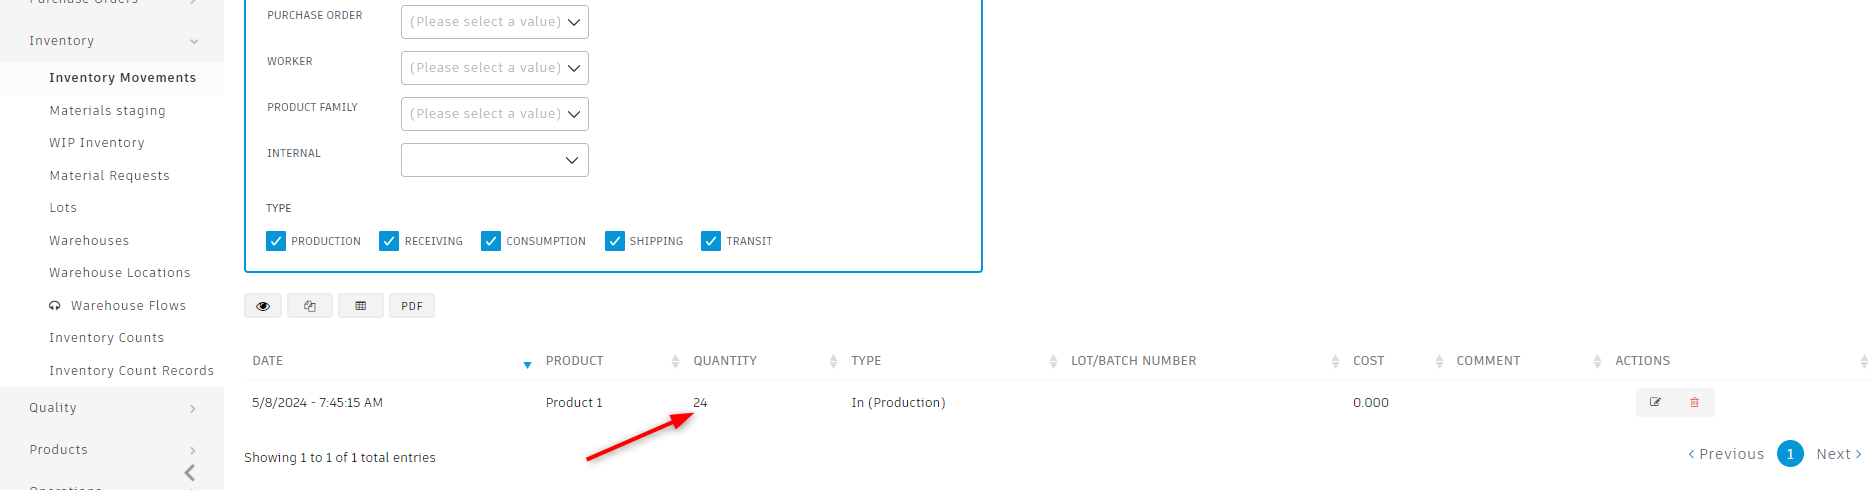 Purchase Orders
Inventory
Inventory Movements
Materials staging
WIP Inventory
Material Requests
Lots
Warehouses
Warehouse Locations
Warehouse Flows
Inventory Counts
Inventory Count Records
Quality
Products
Operations
PURCHASE ORDER (Please select a value)
WORKER (Please select a value)
PRODUCT FAMILY (Please select a value)
INTERNAL
TYPE
PRODUCTION RECEIVING CONSUMPTION SHIPPING TRANSIT
PDF
DATE PRODUCT QUANTITY TYPE LOT/BATCH NUMBER COST COMMENT ACTIONS
5/8/2024 - 7:45:15 AM Product 1 24 In (Production) 0.000
Showing 1 to 1 of 1 total entries
Previous 1 Next